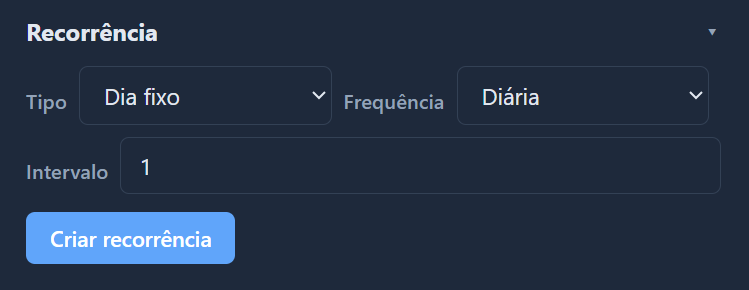 Recorrência
Tipo Dia fixo Frequência Diária
Intervalo 1
Criar recorrência